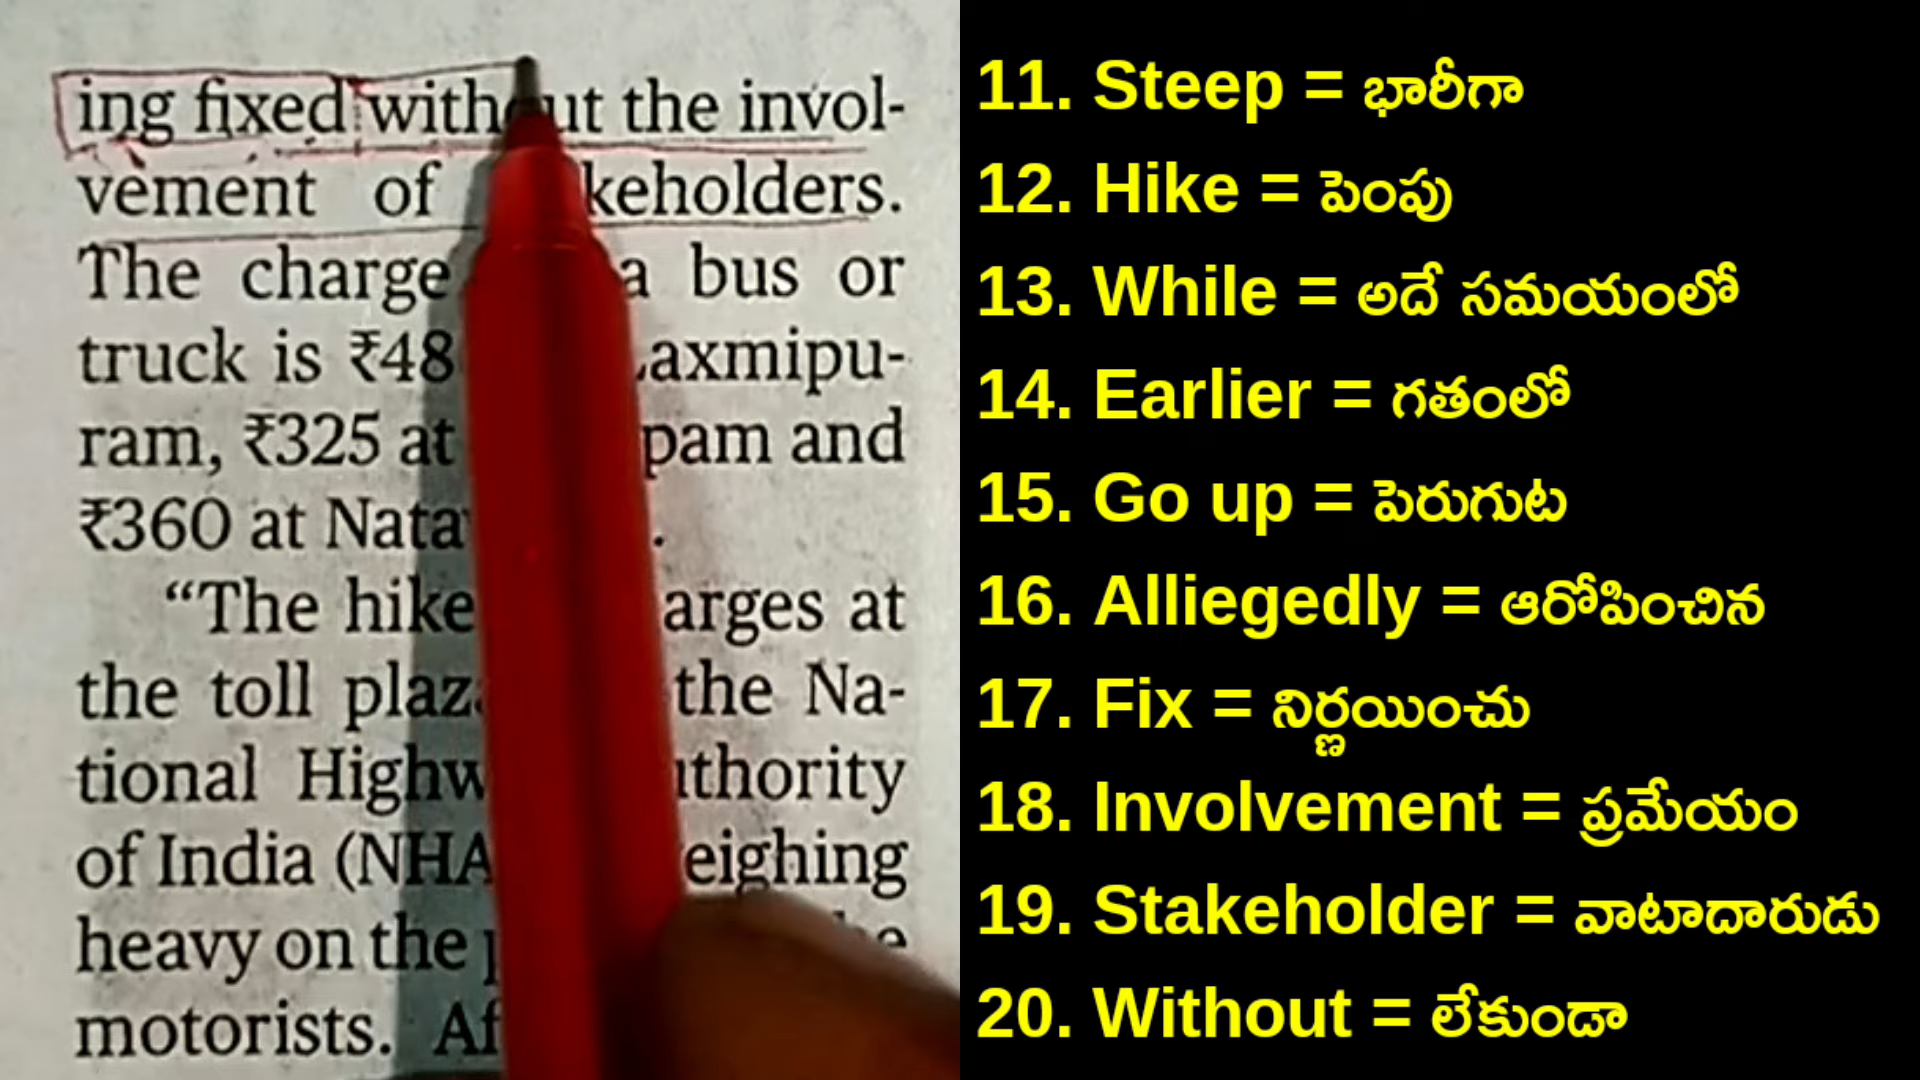 ing fixed without the invol-
vement of keholders.
The charge a bus or
truck is ₹48 axmipu-
ram, ₹325 at pam and
₹360 at Nata .
“The hike arges at
the toll plaz the Na-
tional Highw uthority
of India (NHA eighing
heavy on the
motorists. Af
11. Steep = భారీగా
12. Hike = పెంపు
13. While = అదే సమయంలో
14. Earlier = గతంలో
15. Go up = పెరుగుట
16. Alliegedly = ఆరోపించిన
17. Fix = నిర్ణయించు
18. Involvement = ప్రమేయం
19. Stakeholder = వాటాదారుడు
20. Without = లేకుండా